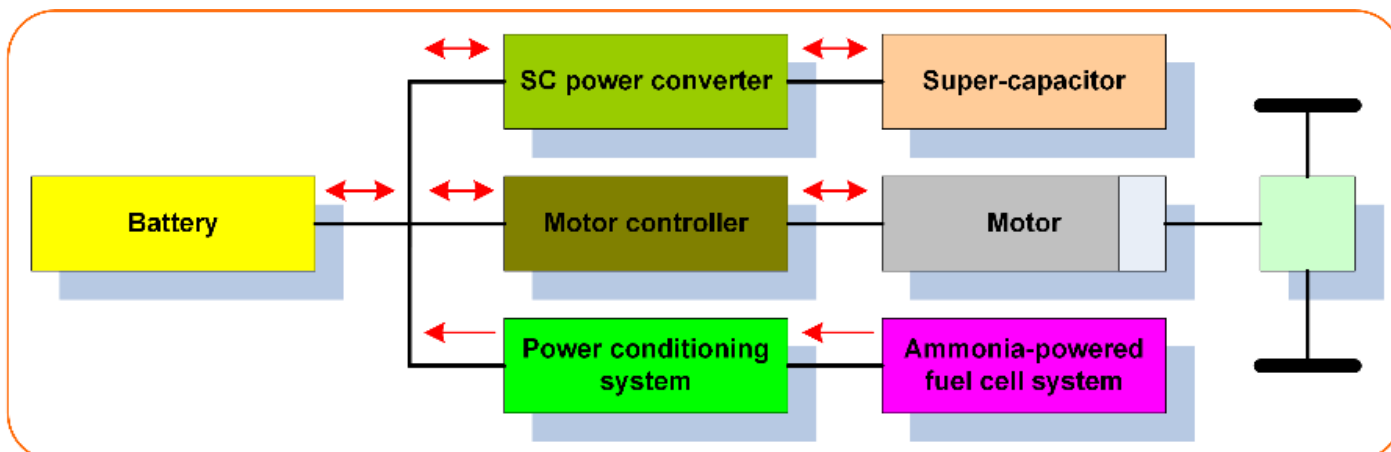 SC power converter
Super-capacitor
Battery
Motor controller
Motor
Power conditioning
system
Ammonia-powered
fuel cell system